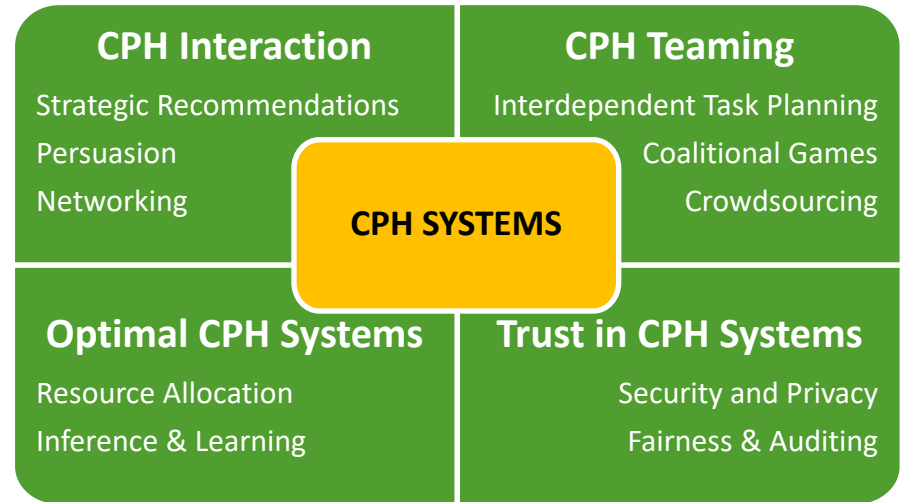 CPH Interaction
Strategic Recommendations
Persuasion
Networking
CPH Teaming
Interdependent Task Planning
Coalitional Games
Crowdsourcing
CPH SYSTEMS
Optimal CPH Systems
Resource Allocation
Inference & Learning
Trust in CPH Systems
Security and Privacy
Fairness & Auditing